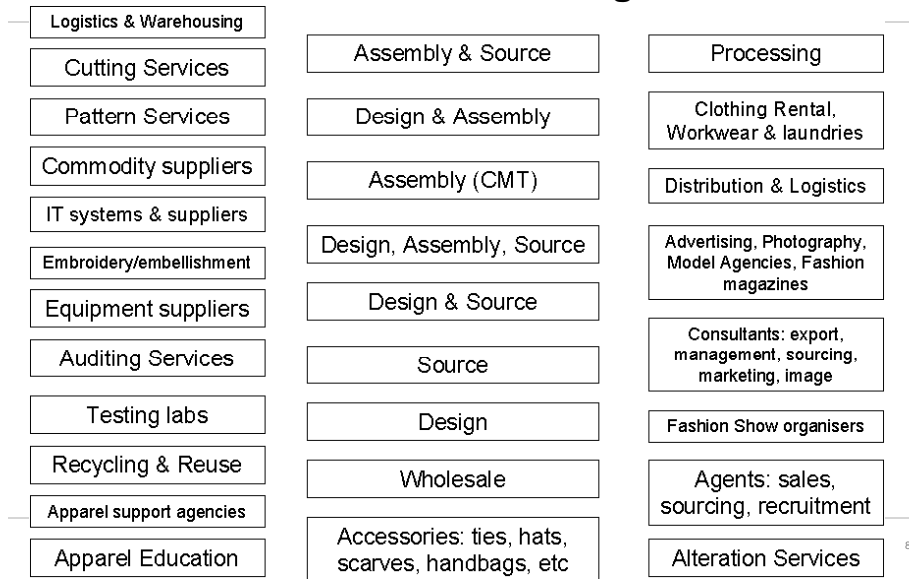 Logistics & Warehousing
Cutting Services
Pattern Services
Commodity suppliers
IT systems & suppliers
Embroidery/embellishment
Equipment suppliers
Auditing Services
Testing labs
Recycling & Reuse
Apparel support agencies
Apparel Education
Assembly & Source
Design & Assembly
Assembly (CMT)
Design, Assembly, Source
Design & Source
Source
Design
Wholesale
Accessories: ties, hats,
scarves, handbags, etc
Processing
Clothing Rental,
Workwear & laundries
Distribution & Logistics
Advertising, Photography,
Model Agencies, Fashion
magazines
Consultants: export,
management, sourcing,
marketing, image
Fashion Show organisers
Agents: sales,
sourcing, recruitment
Alteration Services